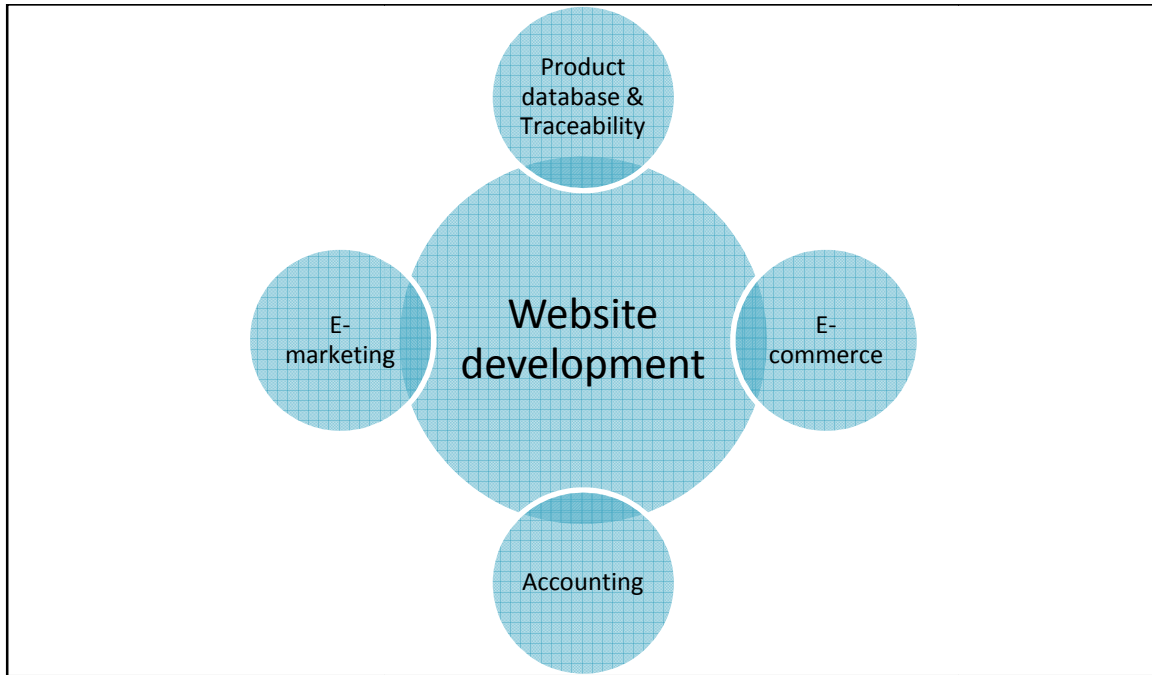 Product
database &
Traceability
E-
marketing
Website
development
E-
commerce
Accounting